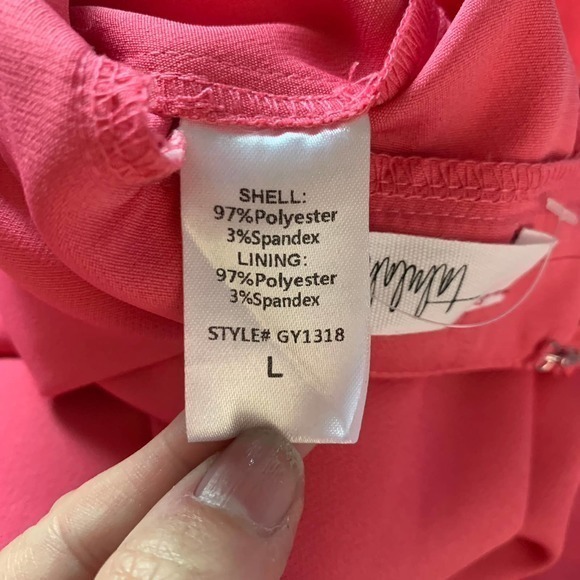 SHELL:
97%Polyester
3%Spandex
LINING:
97%Polyester
3%Spandex
STYLE# GY1318
L